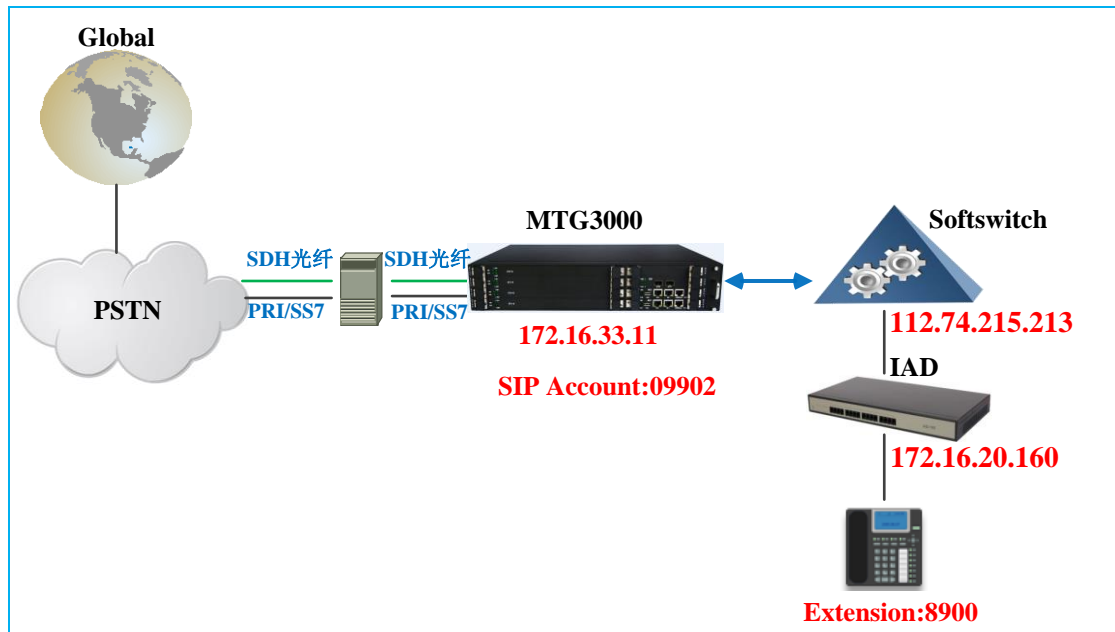 Global
MTG3000
Softswitch
SDH光纤
SDH光纤
PSTN
PRI/SS7
PRI/SS7
172.16.33.11
112.74.215.213
SIP Account:09902
IAD
172.16.20.160
Extension:8900